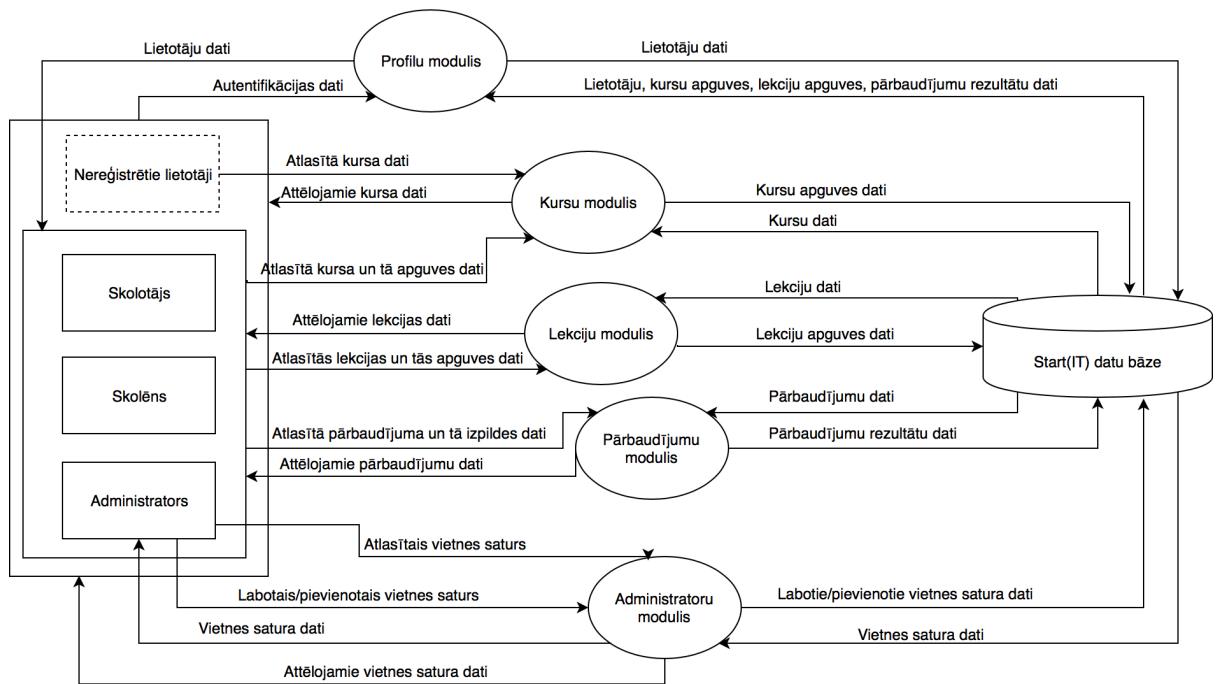 Lietotāju dati
Profilu modulis
Lietotāju dati
Autentifikācijas dati
Lietotāju, kursu apguves, lekciju apguves, pārbaudījumu rezultātu dati
Nereģistrētie lietotāji
Atlasītā kursa dati
Attēlojamie kursa dati
Kursu modulis
Kursu apguves dati
Kursu dati
Atlasītā kursa un tā apguves dati
Skolotājs
Attēlojamie lekcijas dati
Lekciju modulis
Lekciju dati
Lekciju apguves dati
Start(IT) datu bāze
Atlasītās lekcijas un tās apguves dati
Skolēns
Pārbaudījumu dati
Atlasītā pārbaudījuma un tā izpildes dati
Pārbaudījumu
modulis
Pārbaudījumu rezultātu dati
Attēlojamie pārbaudījumu dati
Administrators
Atlasītais vietnes saturs
Labotais/pievienotais vietnes saturs
Administratoru
modulis
Labotie/pievienotie vietnes satura dati
Vietnes satura dati
Vietnes satura dati
Attēlojamie vietnes satura dati